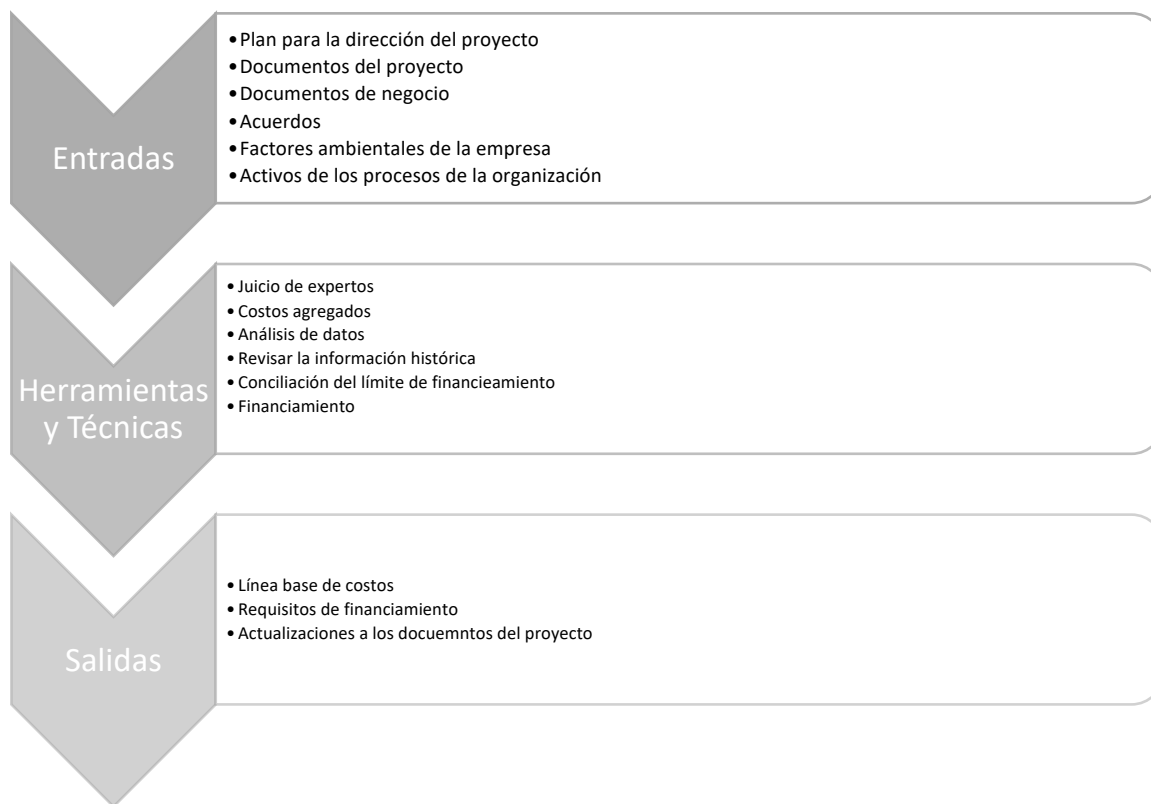 Entradas
•Plan para la dirección del proyecto
•Documentos del proyecto
•Documentos de negocio
•Acuerdos
•Factores ambientales de la empresa
•Activos de los procesos de la organización
Herramientas
y Técnicas
•Juicio de expertos
•Costos agregados
•Análisis de datos
•Revisar la información histórica
•Conciliación del límite de financieamiento
•Financiamiento
Salidas
•Línea base de costos
•Requisitos de financiamiento
•Actualizaciones a los docuemntos del proyecto